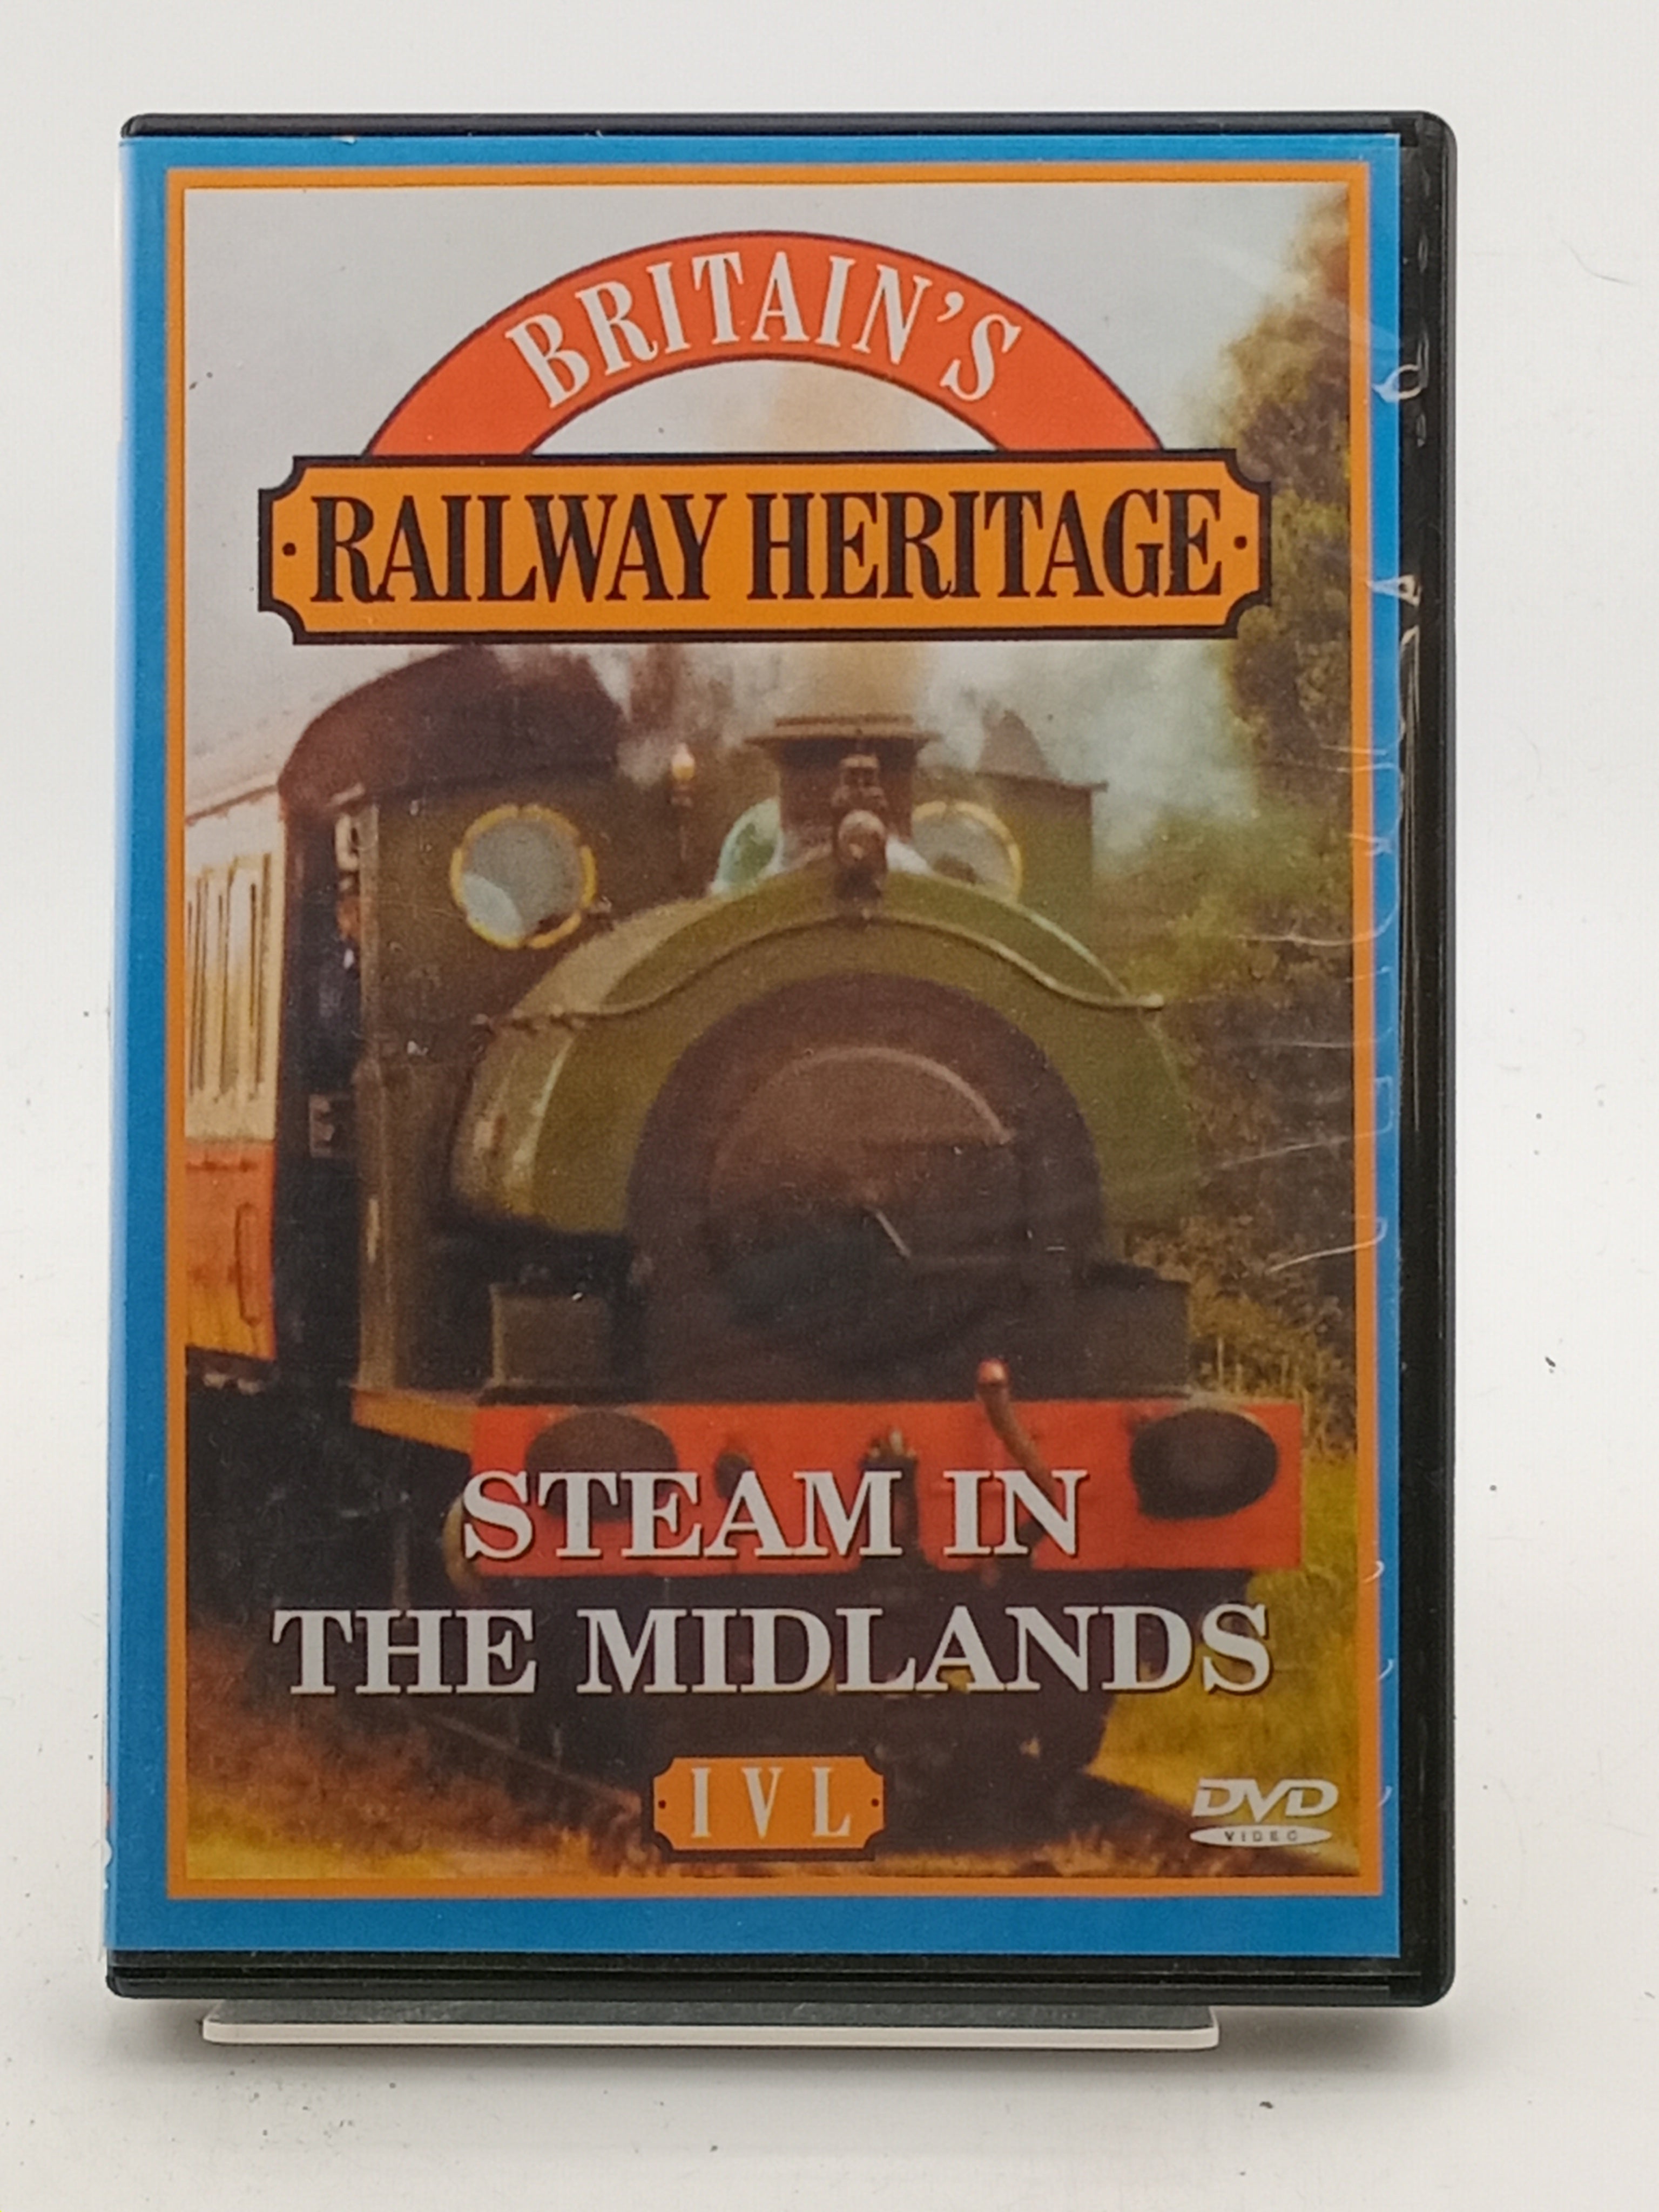 BRITAIN'S
·RAILWAY HERITAGE·
STEAM IN
THE MIDLANDS
·IVL·
DVD
VIDEO